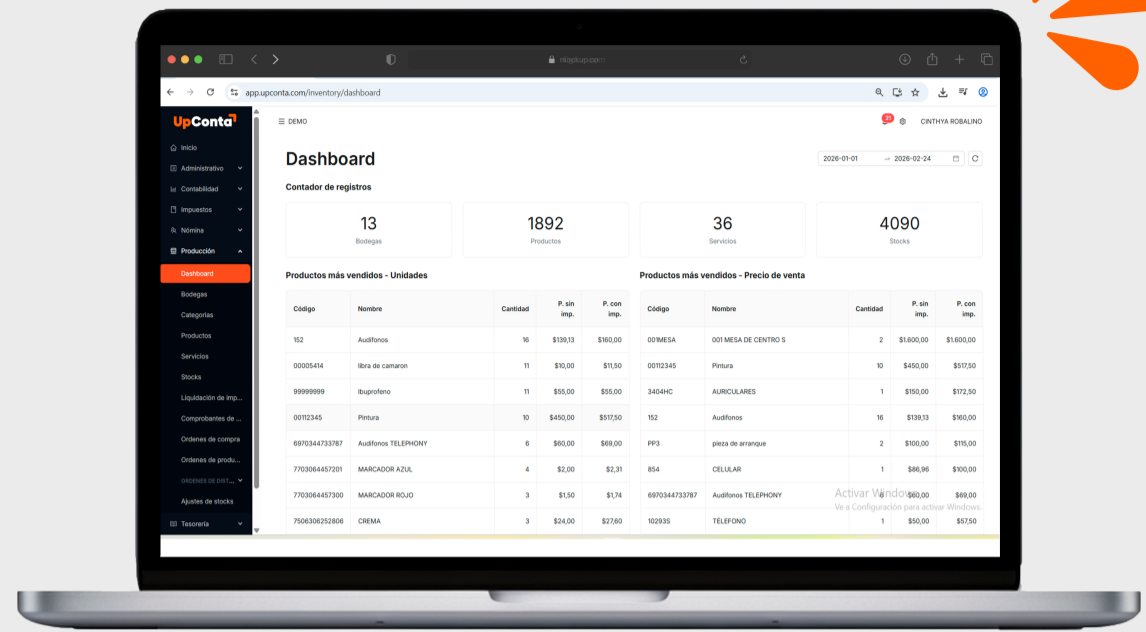 app.upconta.com/inventory/dashboard
UpConta
DEMO
21
CINTHYA ROBALINO
Inicio
Administrativo
Contabilidad
Impuestos
Nómina
Producción
Dashboard
Bodegas
Categorias
Productos
Servicios
Stocks
Liquidación de imp...
Comprobantes de ...
Ordenes de compra
Ordenes de produ...
ORDENES DE DIST...
Ajustes de stocks
Tesorería
Dashboard
2026-01-01 → 2026-02-24
Contador de registros
13 1892 36 4090
Bodegas Productos Servicios Stocks
Productos más vendidos - Unidades
Código Nombre Cantidad P. sin imp. P. con imp.
152 Audifonos 16 $139,13 $160,00
00005414 libra de camaron 11 $10,00 $11,50
99999999 Ibuprofeno 11 $55,00 $55,00
00112345 Pintura 10 $450,00 $517,50
6970344733787 Audifonos TELEPHONY 6 $60,00 $69,00
7703064457201 MARCADOR AZUL 4 $2,00 $2,31
7703064457300 MARCADOR ROJO 3 $1,50 $1,74
7506306252806 CREMA 3 $24,00 $27,60
Productos más vendidos - Precio de venta
Código Nombre Cantidad P. sin imp. P. con imp.
001MESA 001 MESA DE CENTRO S 2 $1.600,00 $1.600,00
00112345 Pintura 10 $450,00 $517,50
3404HC AURICULARES 1 $150,00 $172,50
152 Audifonos 16 $139,13 $160,00
PP3 pieza de arranque 2 $100,00 $115,00
854 CELULAR 1 $86,96 $100,00
6970344733787 Audifonos TELEPHONY 6 $60,00 $69,00
10293S TELÉFONO 1 $50,00 $57,50
Activar Windows
Ve a Configuración para activar Windows.